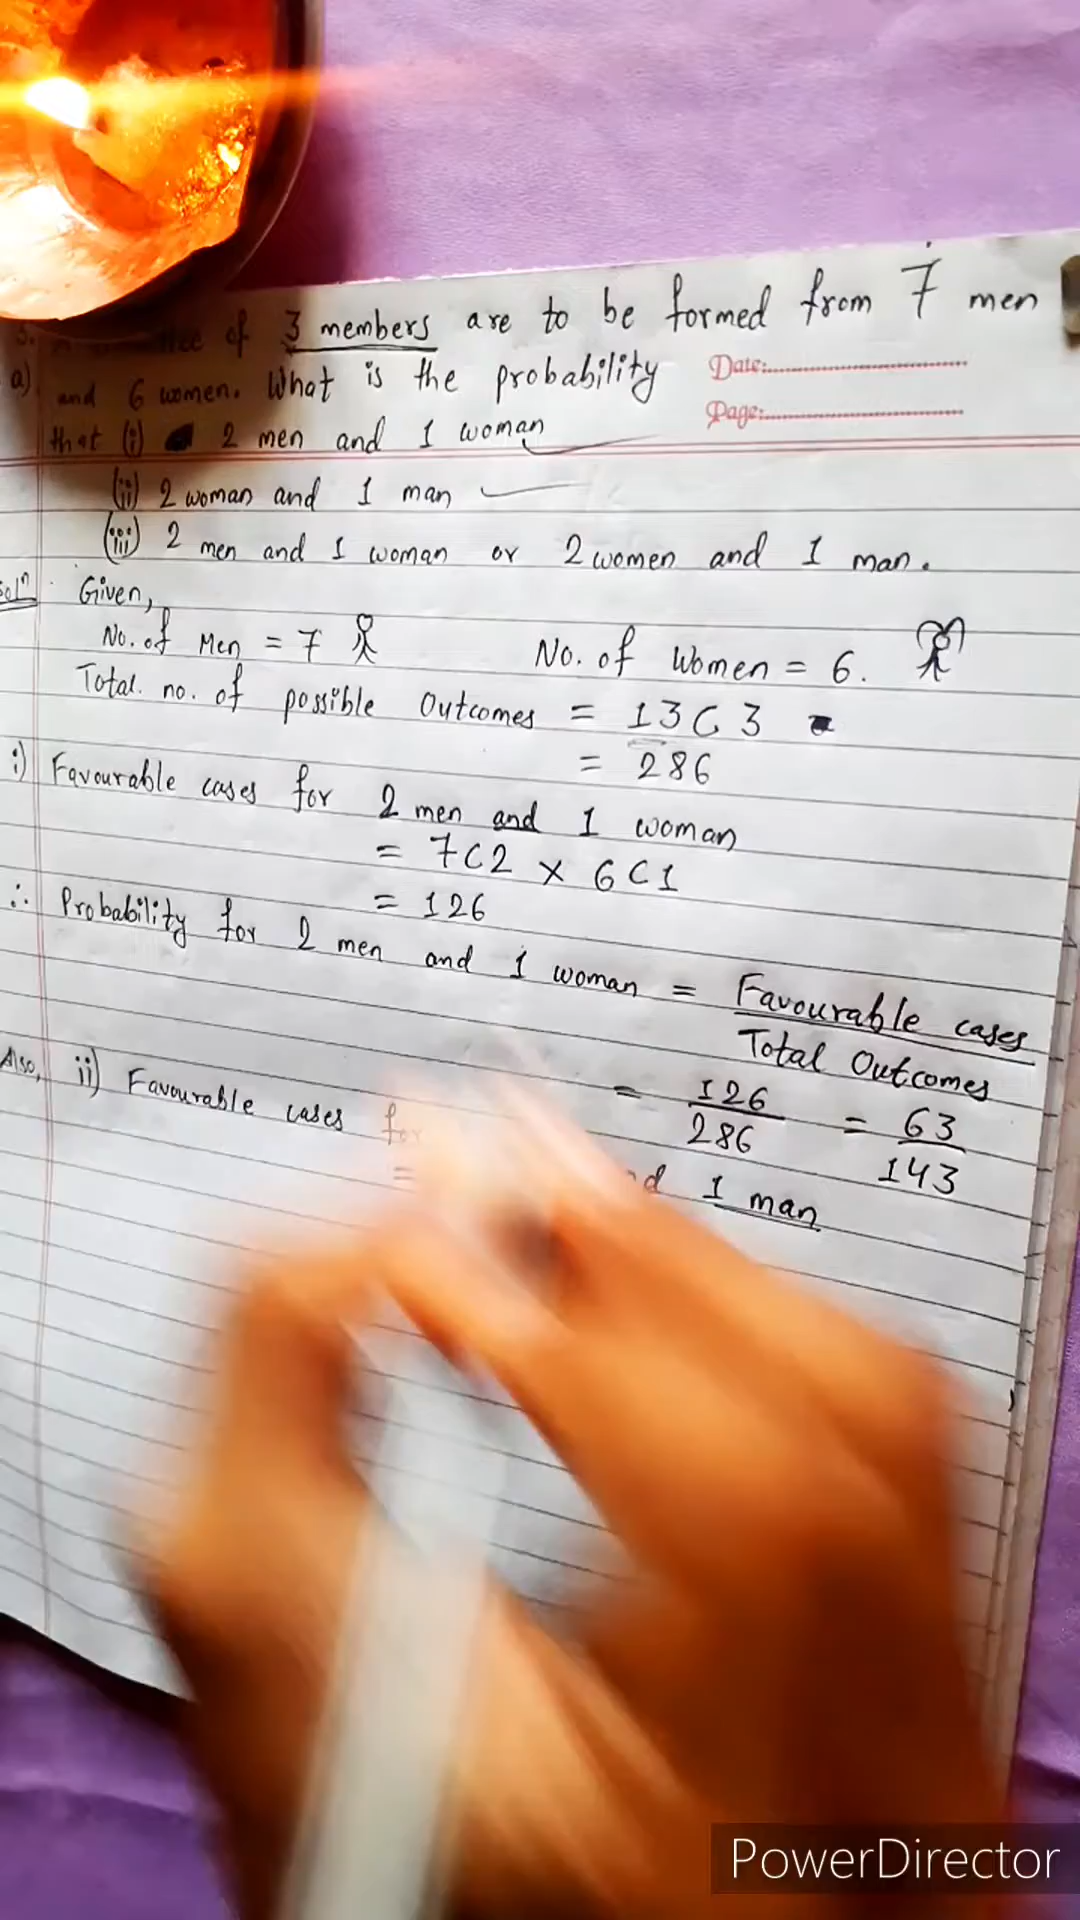 of 3 members are to be formed from 7 men
a) and 6 women. What is the probability
Date:
Page:
that (i) 2 men and 1 woman
(ii) 2 woman and 1 man
(iii) 2 men and 1 woman or 2 women and 1 man.
Soln Given,
No. of Men = 7 No. of Women = 6.
Total. no. of possible Outcomes = 13C3
= 286
i) Favourable cases for 2 men and 1 woman
= 7C2 × 6C1
= 126
∴ Probability for 2 men and 1 woman = Favourable cases
Total Outcomes
= 126/286 = 63/143
Also, ii) Favourable cases for 1 man
=
PowerDirector